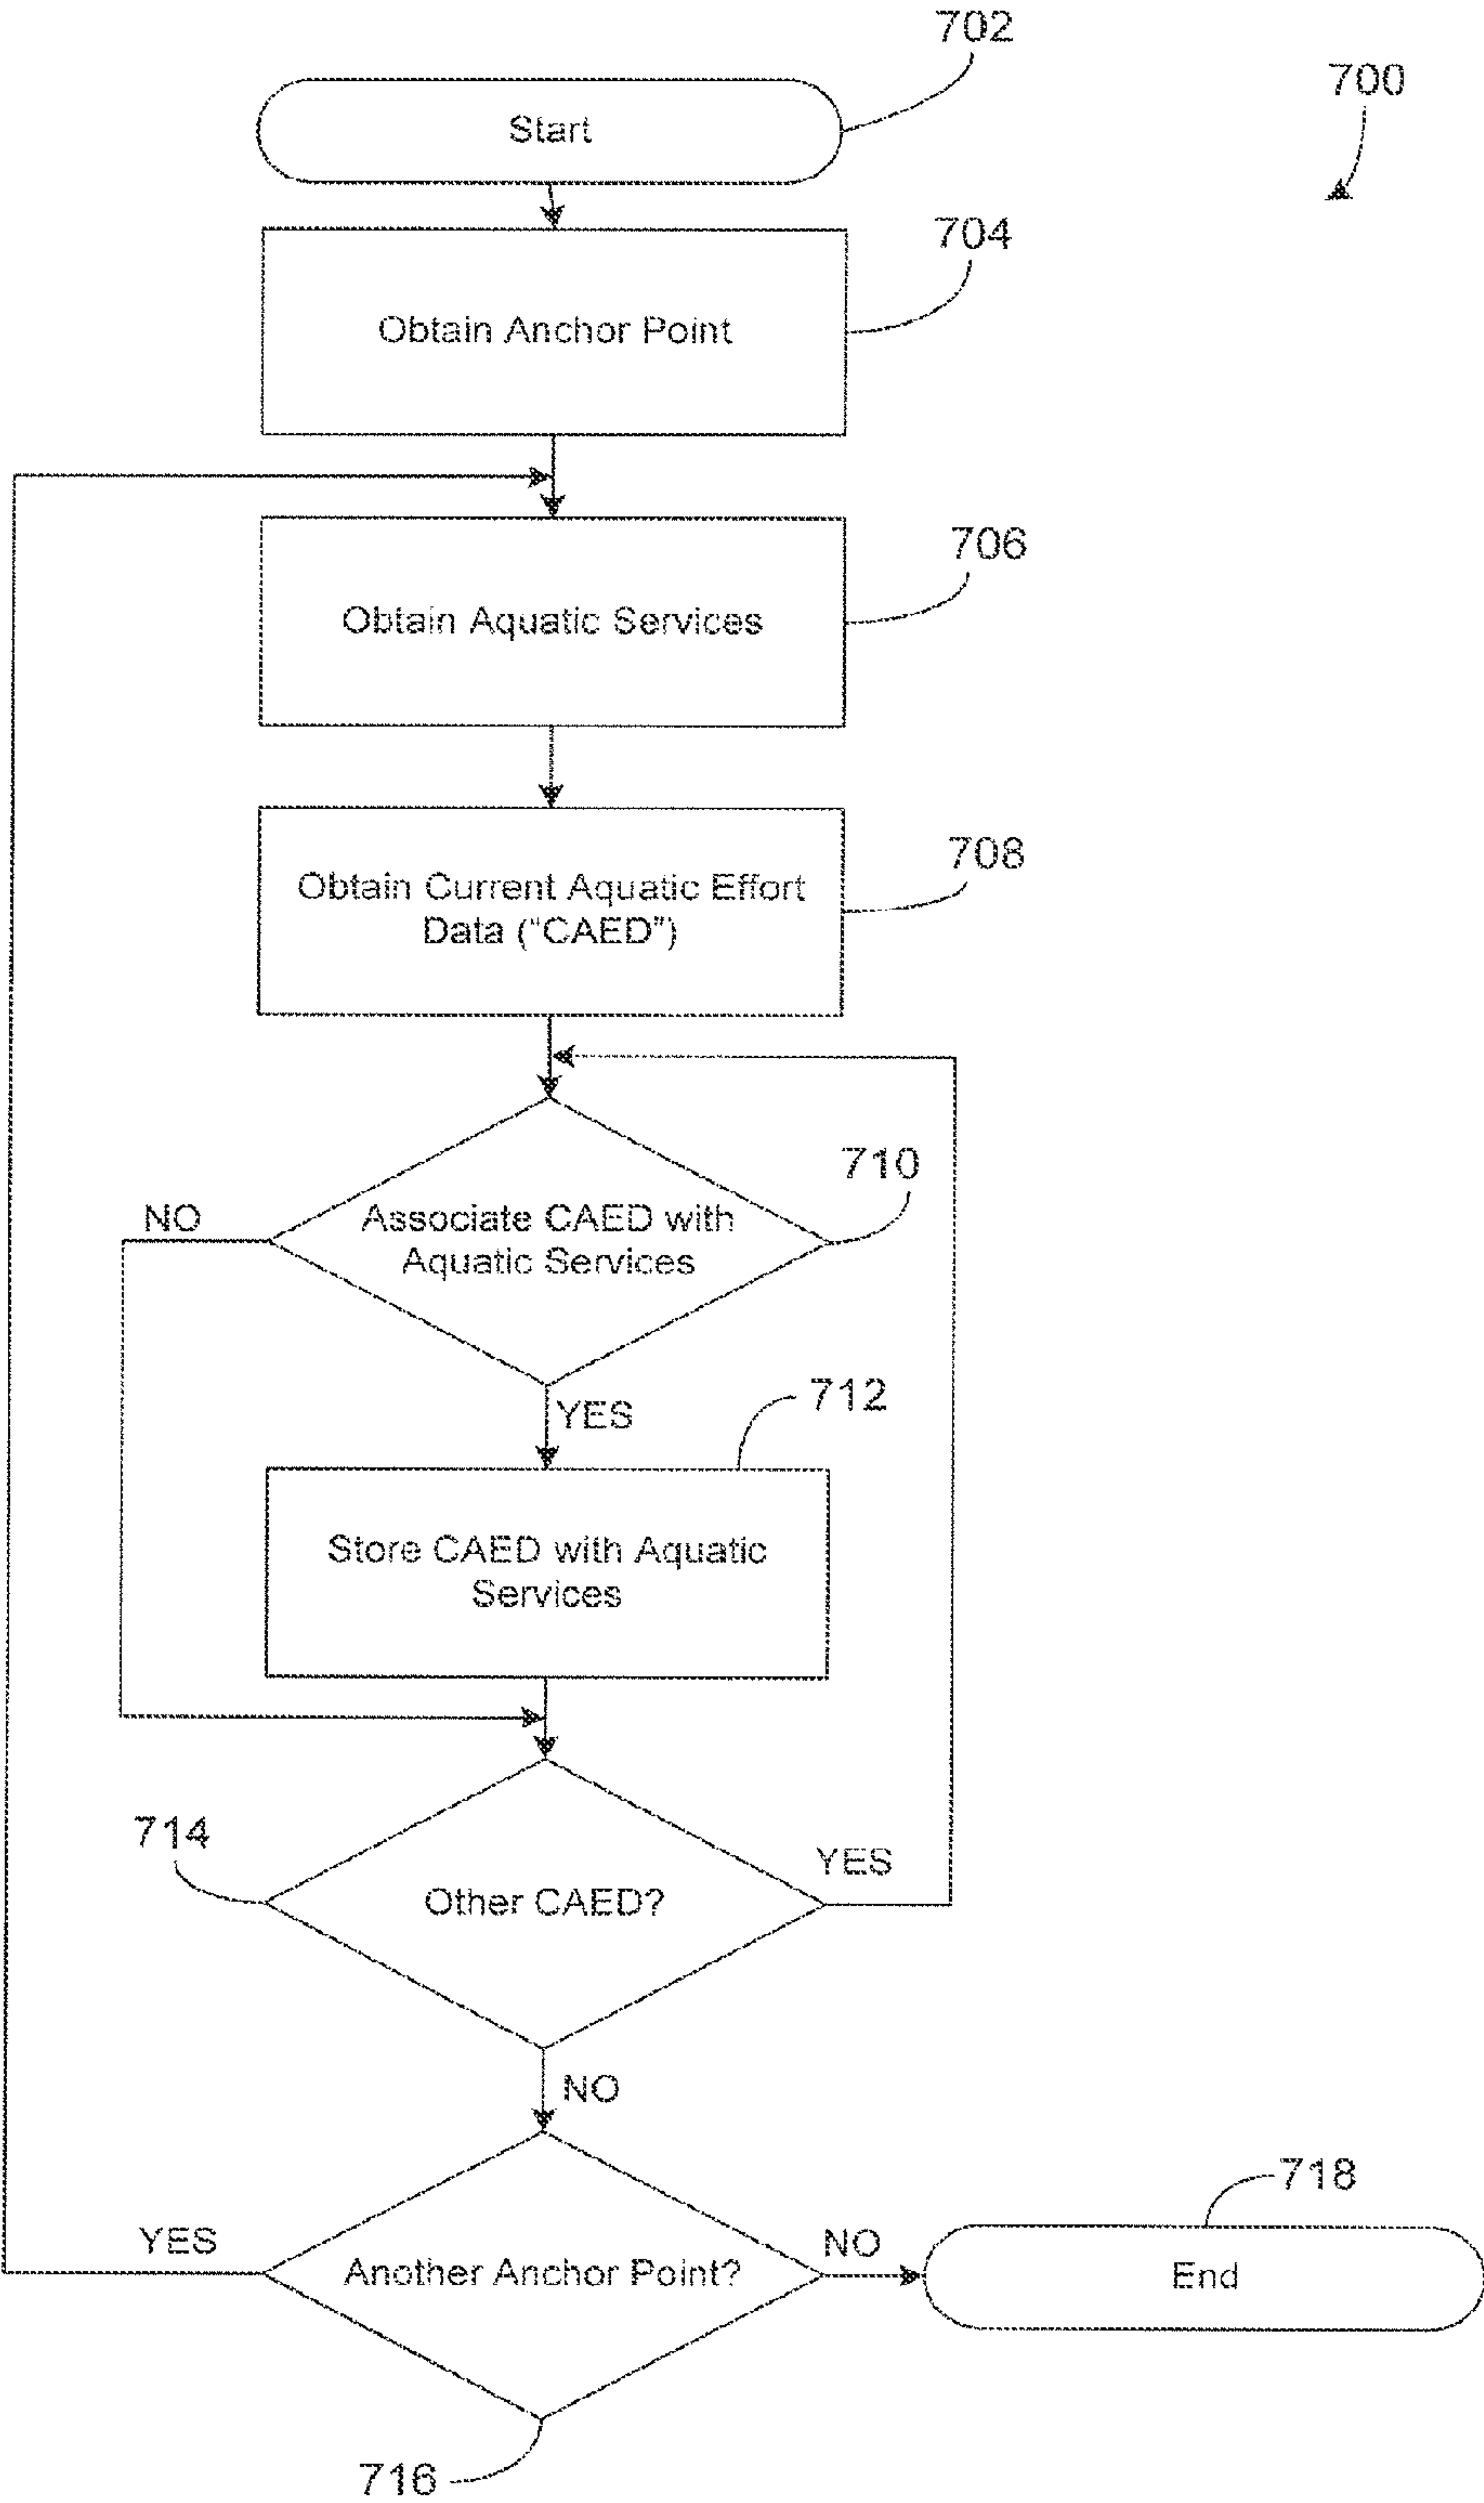 702
700
Start
704
Obtain Anchor Point
706
Obtain Aquatic Services
708
Obtain Current Aquatic Effort
Data (“CAED”)
710
NO
Associate CAED with
Aquatic Services
YES
712
Store CAED with Aquatic
Services
714
YES
Other CAED?
NO
718
YES
NO
Another Anchor Point?
End
716